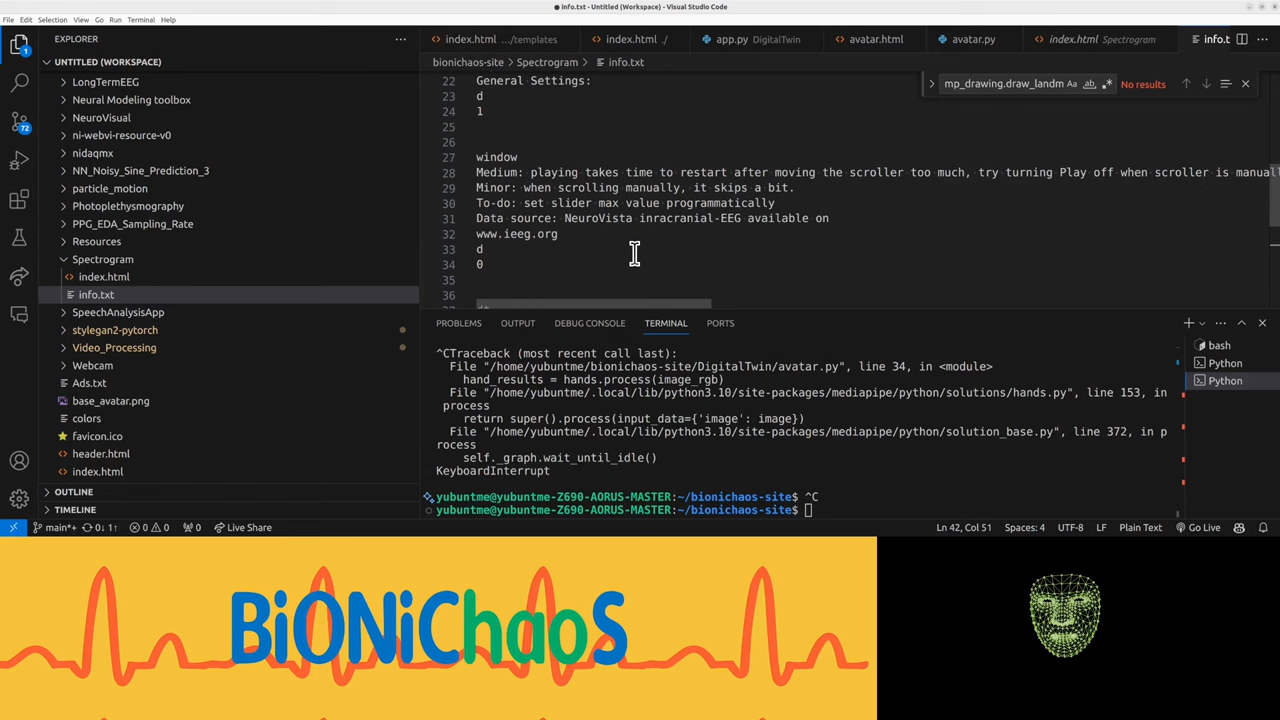 info.txt - Untitled (Workspace) - Visual Studio Code
File Edit Selection View Go Run Terminal Help
EXPLORER
index.html .../templates
index.html ./
app.py DigitalTwin
avatar.html
avatar.py
index.html Spectrogram
info.t
UNTITLED (WORKSPACE)
bionichaos-site > Spectrogram > info.txt
LongTermEEG
Neural Modeling toolbox
NeuroVisual
ni-webvi-resource-v0
nidaqmx
NN_Noisy_Sine_Prediction_3
particle_motion
Photoplethysmography
PPG_EDA_Sampling_Rate
Resources
Spectrogram
index.html
info.txt
SpeechAnalysisApp
stylegan2-pytorch
Video_Processing
Webcam
Ads.txt
base_avatar.png
colors
favicon.ico
header.html
index.html
OUTLINE
TIMELINE
1
72
mp_drawing.draw_landm Aa ab .* No results
22 General Settings:
23 d
24 1
25
26
27 window
28 Medium: playing takes time to restart after moving the scroller too much, try turning Play off when scroller is manual
29 Minor: when scrolling manually, it skips a bit.
30 To-do: set slider max value programmatically
31 Data source: NeuroVista inracranial-EEG available on
32 www.ieeg.org
33 d
34 0
35
36
PROBLEMS OUTPUT DEBUG CONSOLE TERMINAL PORTS
^CTraceback (most recent call last):
File "/home/yubuntme/bionichaos-site/DigitalTwin/avatar.py", line 34, in <module>
hand_results = hands.process(image_rgb)
File "/home/yubuntme/.local/lib/python3.10/site-packages/mediapipe/python/solutions/hands.py", line 153, in
process
return super().process(input_data={'image': image})
File "/home/yubuntme/.local/lib/python3.10/site-packages/mediapipe/python/solution_base.py", line 372, in p
rocess
self._graph.wait_until_idle()
KeyboardInterrupt
yubuntme@yubuntme-Z690-AORUS-MASTER:~/bionichaos-site$ ^C
yubuntme@yubuntme-Z690-AORUS-MASTER:~/bionichaos-site$
bash
Python
Python
main*+ 0↓ 1↑ 0 0 0 Live Share
Ln 42, Col 51 Spaces: 4 UTF-8 LF Plain Text Go Live
BiONiChaoS